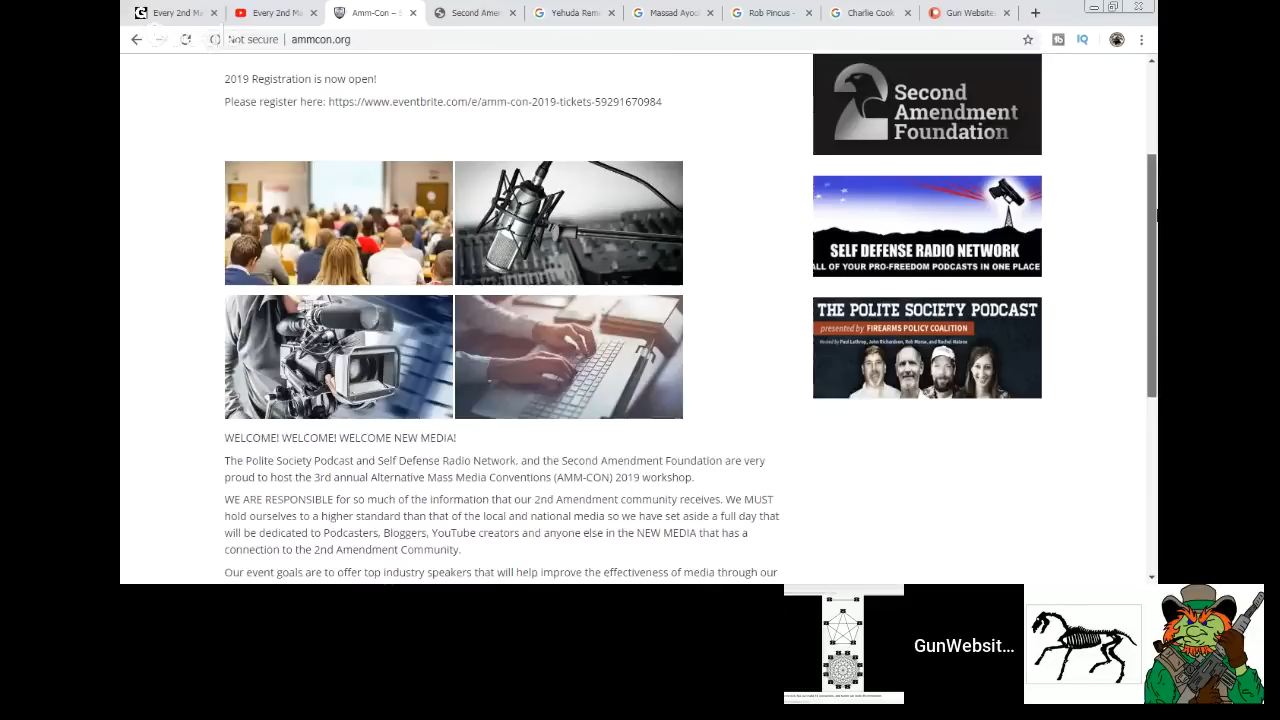 Every 2nd Ma
Every 2nd Ma
Amm-Con – S
Second Amer
Yehuda Rem
Massad Ayoo
Rob Pincus -
Charlie Cook
Gun Website
Not secure
ammcon.org
2019 Registration is now open!
Please register here: https://www.eventbrite.com/e/amm-con-2019-tickets-59291670984
Second
Amendment
Foundation
SELF DEFENSE RADIO NETWORK
ALL OF YOUR PRO-FREEDOM PODCASTS IN ONE PLACE
THE POLITE SOCIETY PODCAST
presented by FIREARMS POLICY COALITION
WELCOME! WELCOME! WELCOME NEW MEDIA!
The Polite Society Podcast and Self Defense Radio Network, and the Second Amendment Foundation are very
proud to host the 3rd annual Alternative Mass Media Conventions (AMM-CON) 2019 workshop.
WE ARE RESPONSIBLE for so much of the information that our 2nd Amendment community receives. We MUST
hold ourselves to a higher standard than that of the local and national media so we have set aside a full day that
will be dedicated to Podcasters, Bloggers, YouTube creators and anyone else in the NEW MEDIA that has a
connection to the 2nd Amendment Community.
Our event goals are to offer top industry speakers that will help improve the effectiveness of media through our
GunWebsit...